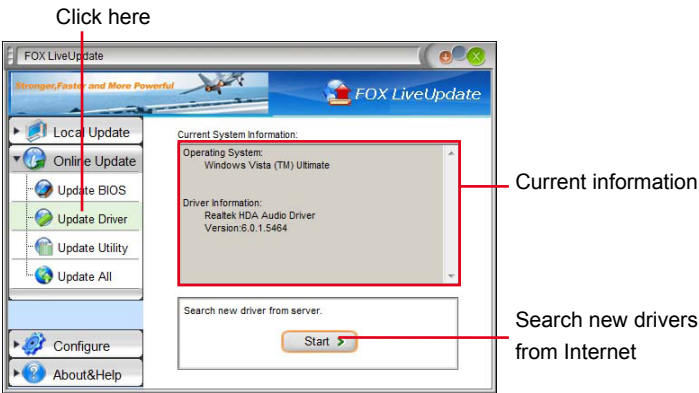 Click here
FOX LiveUpdate
Stronger,Faster and More Powerful
FOX LiveUpdate
Local Update
Online Update
Update BIOS
Update Driver
Update Utility
Update All
Configure
About&Help
Current System Information:
Operating System:
Windows Vista (TM) Ultimate
Driver Information:
Realtek HDA Audio Driver
Version:6.0.1.5464
Search new driver from server.
Start
Current information
Search new drivers
from Internet